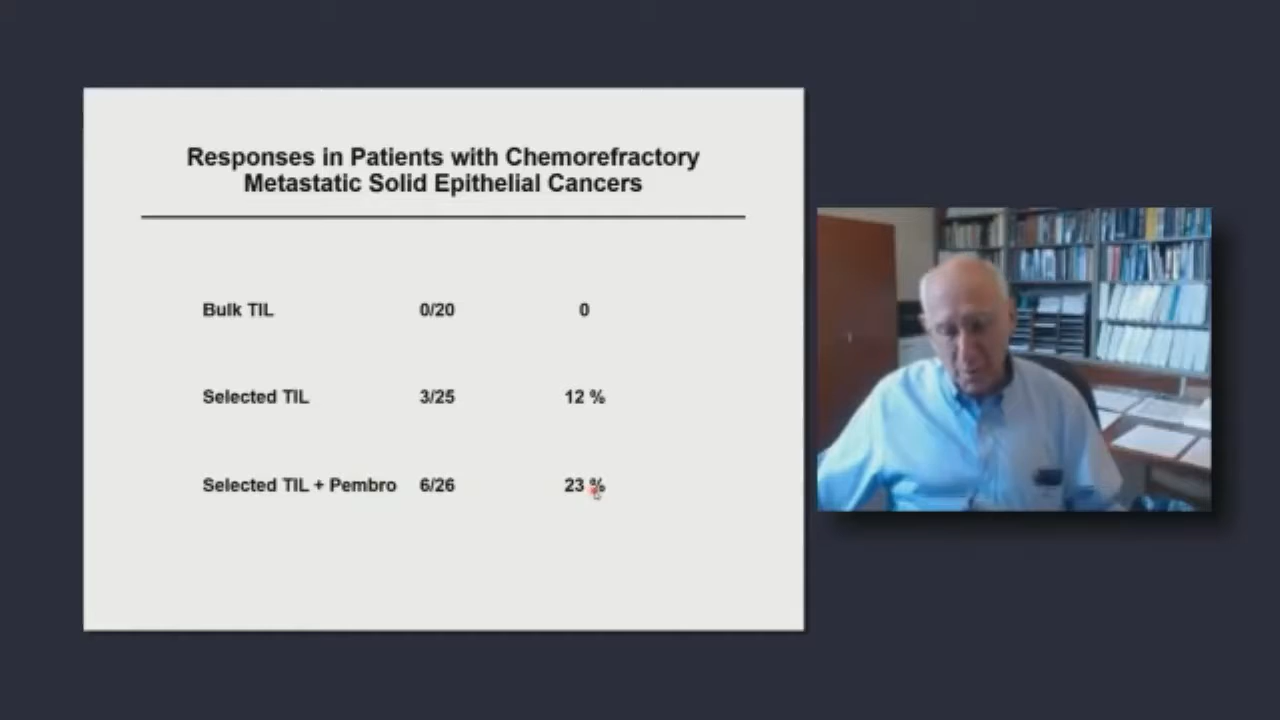 Responses in Patients with Chemorefractory
Metastatic Solid Epithelial Cancers
Bulk TIL 0/20 0
Selected TIL 3/25 12 %
Selected TIL + Pembro 6/26 23 %